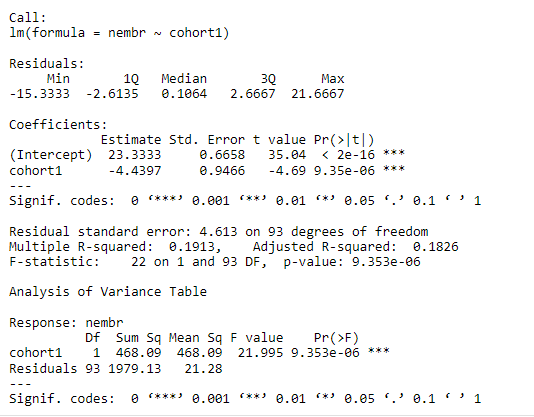 Call:
lm(formula = nembr ~ cohort1)

Residuals:
     Min       1Q   Median       3Q      Max
-15.3333  -2.6135   0.1064   2.6667  21.6667

Coefficients:
            Estimate Std. Error t value Pr(>|t|)
(Intercept)  23.3333     0.6658   35.04  < 2e-16 ***
cohort1      -4.4397     0.9466   -4.69 9.35e-06 ***
---
Signif. codes:  0 ‘***’ 0.001 ‘**’ 0.01 ‘*’ 0.05 ‘.’ 0.1 ‘ ’ 1

Residual standard error: 4.613 on 93 degrees of freedom
Multiple R-squared:  0.1913,    Adjusted R-squared:  0.1826
F-statistic:    22 on 1 and 93 DF,  p-value: 9.353e-06

Analysis of Variance Table

Response: nembr
          Df  Sum Sq Mean Sq F value    Pr(>F)
cohort1    1  468.09  468.09  21.995 9.353e-06 ***
Residuals 93 1979.13   21.28
---
Signif. codes:  0 ‘***’ 0.001 ‘**’ 0.01 ‘*’ 0.05 ‘.’ 0.1 ‘ ’ 1